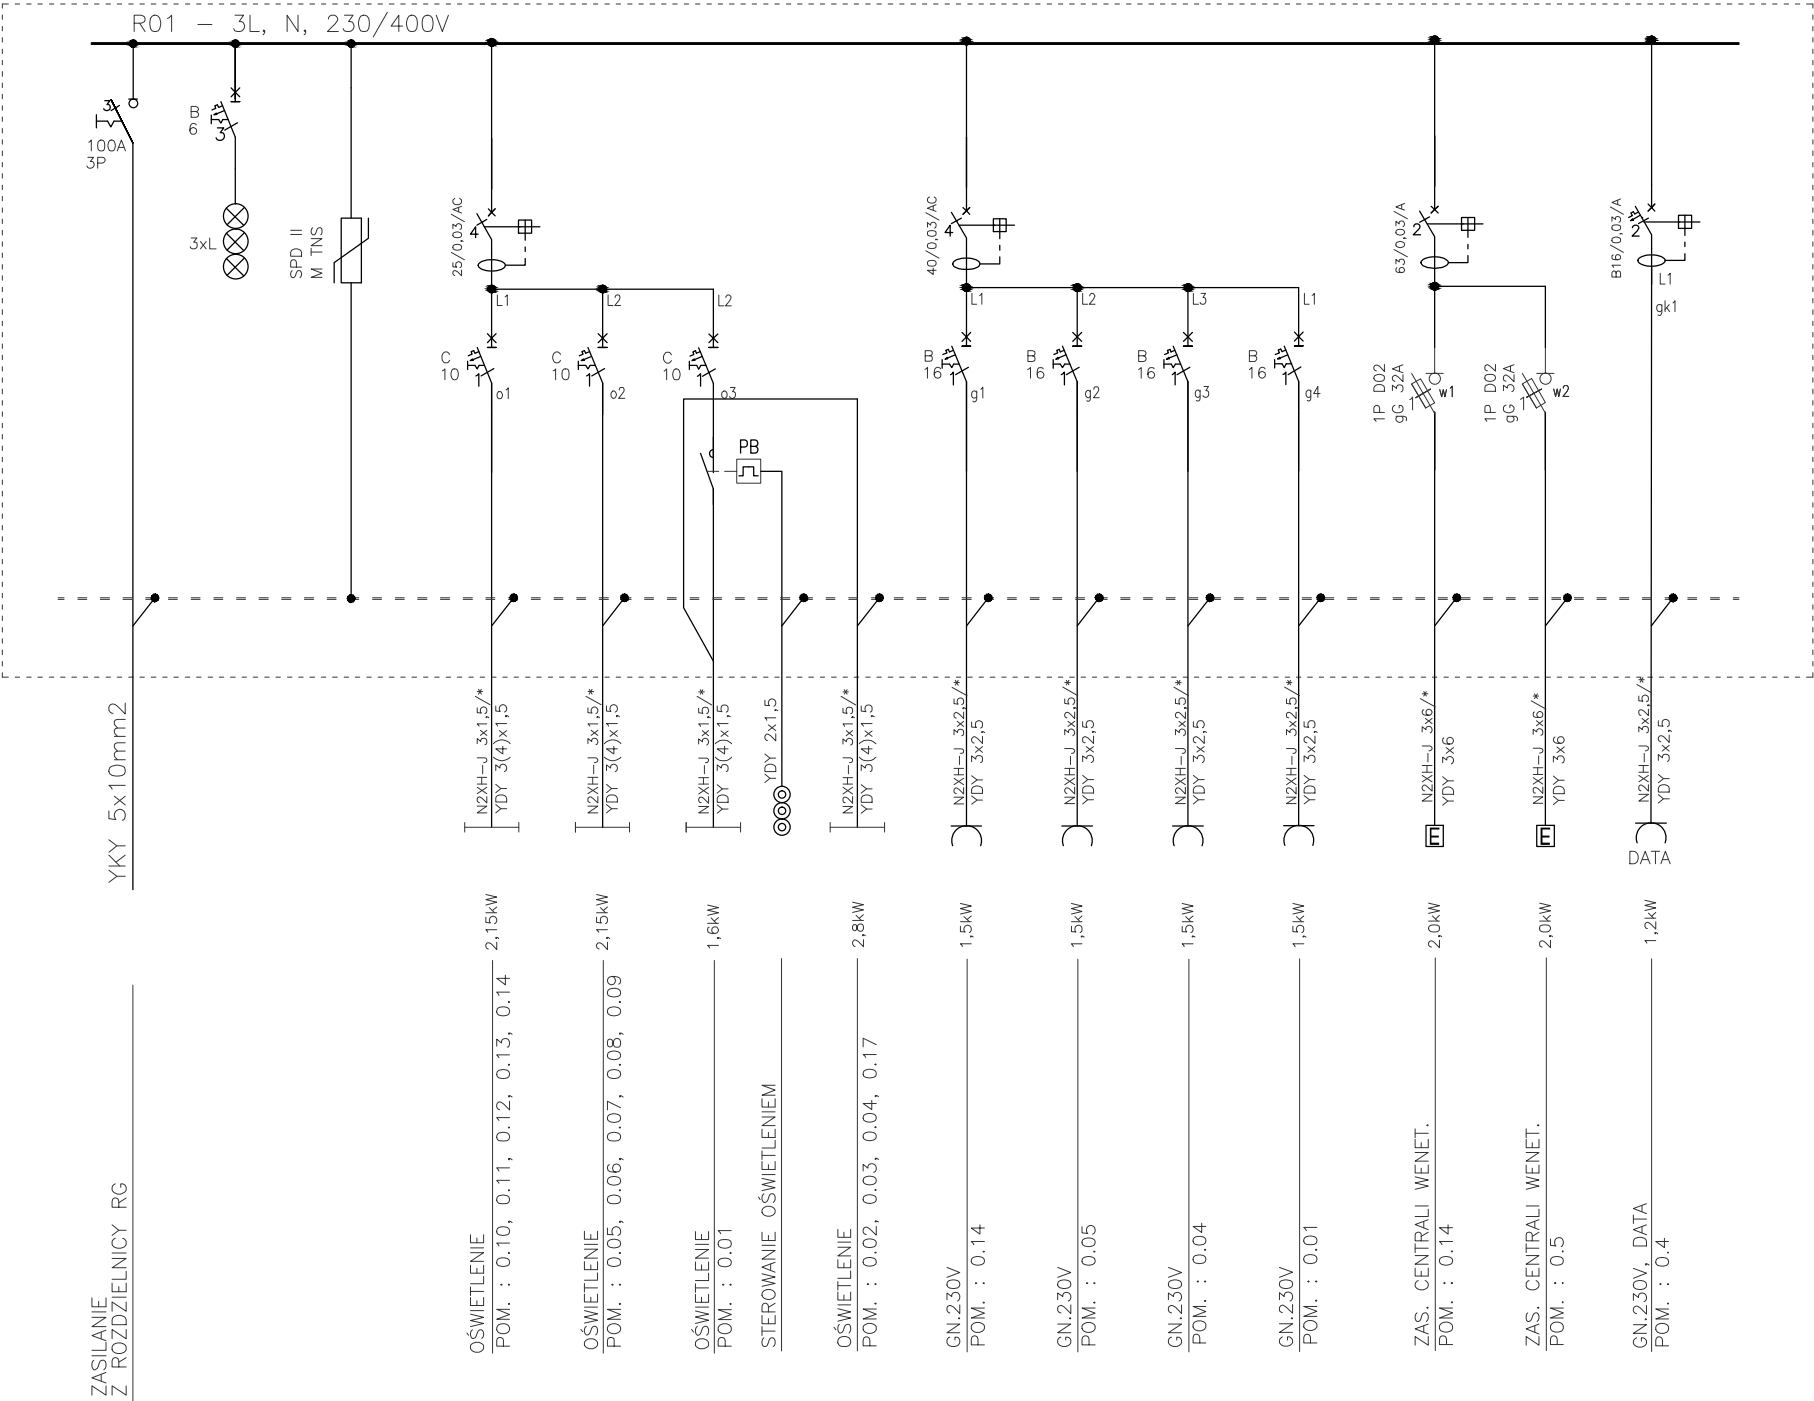 R01 - 3L, N, 230/400V
3
100A
3P
B
6
3
3xL
SPD II
M TNS
25/0,03/AC
4
L1
L2
L2
C
10
1
o1
C
10
1
o2
C
10
1
o3
PB
40/0,03/AC
4
L1
L2
L3
L1
B
16
1
g1
B
16
1
g2
B
16
1
g3
B
16
1
g4
63/0,03/A
2
1P D02
gG 32A
w1
1P D02
gG 32A
w2
B16/0,03/A
2
L1
gk1
YKY 5x10mm2
N2XH-J 3x1,5/*
YDY 3(4)x1,5
N2XH-J 3x1,5/*
YDY 3(4)x1,5
N2XH-J 3x1,5/*
YDY 3(4)x1,5
YDY 2x1,5
N2XH-J 3x1,5/*
YDY 3(4)x1,5
N2XH-J 3x2,5/*
YDY 3x2,5
N2XH-J 3x2,5/*
YDY 3x2,5
N2XH-J 3x2,5/*
YDY 3x2,5
N2XH-J 3x2,5/*
YDY 3x2,5
N2XH-J 3x6/*
YDY 3x6
N2XH-J 3x6/*
YDY 3x6
N2XH-J 3x2,5/*
YDY 3x2,5
E
E
DATA
2,15kW
2,15kW
1,6kW
2,8kW
1,5kW
1,5kW
1,5kW
1,5kW
2,0kW
2,0kW
1,2kW
ZASILANIE
Z ROZDZIELNICY RG
OŚWIETLENIE
POM. : 0.10, 0.11, 0.12, 0.13, 0.14
OŚWIETLENIE
POM. : 0.05, 0.06, 0.07, 0.08, 0.09
OŚWIETLENIE
POM. : 0.01
STEROWANIE OŚWIETLENIEM
OŚWIETLENIE
POM. : 0.02, 0.03, 0.04, 0.17
GN.230V
POM. : 0.14
GN.230V
POM. : 0.05
GN.230V
POM. : 0.04
GN.230V
POM. : 0.01
ZAS. CENTRALI WENET.
POM. : 0.14
ZAS. CENTRALI WENET.
POM. : 0.5
GN.230V, DATA
POM. : 0.4